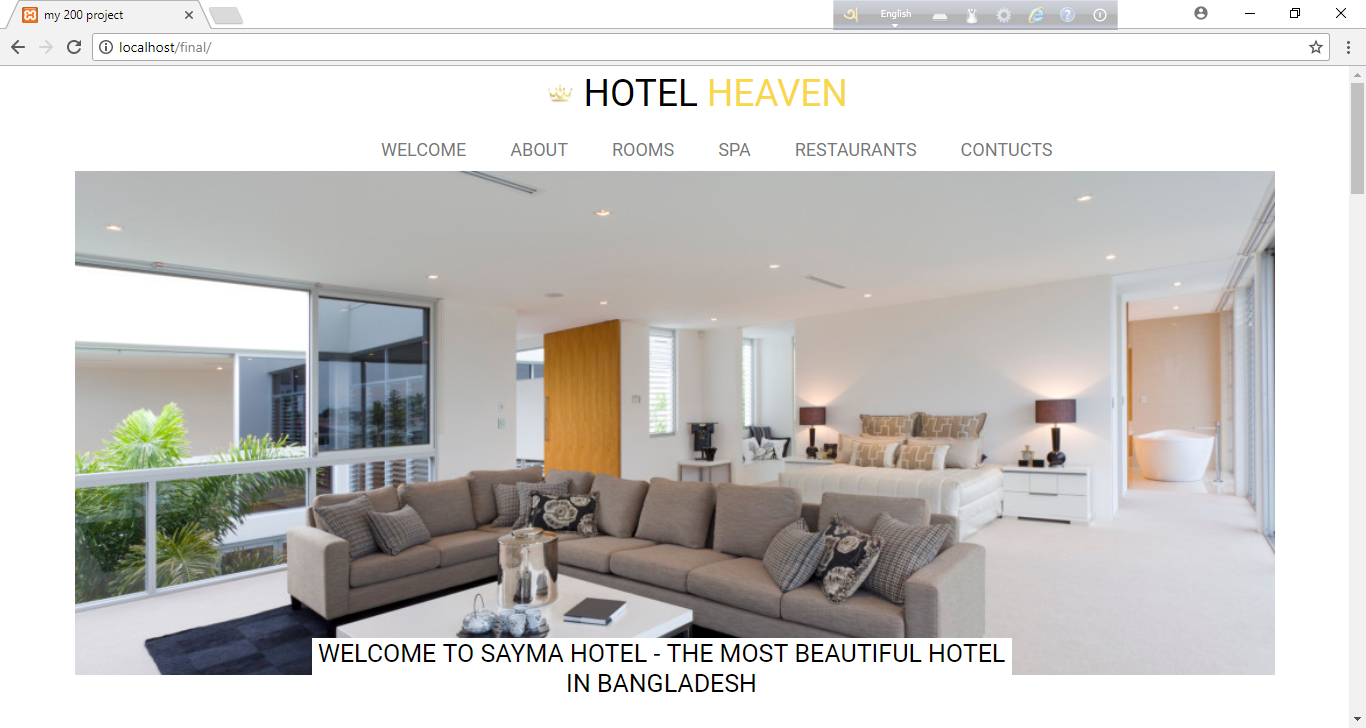 my 200 project
অ
English
localhost/final/
HOTEL HEAVEN
WELCOME ABOUT ROOMS SPA RESTAURANTS CONTUCTS
WELCOME TO SAYMA HOTEL - THE MOST BEAUTIFUL HOTEL
IN BANGLADESH